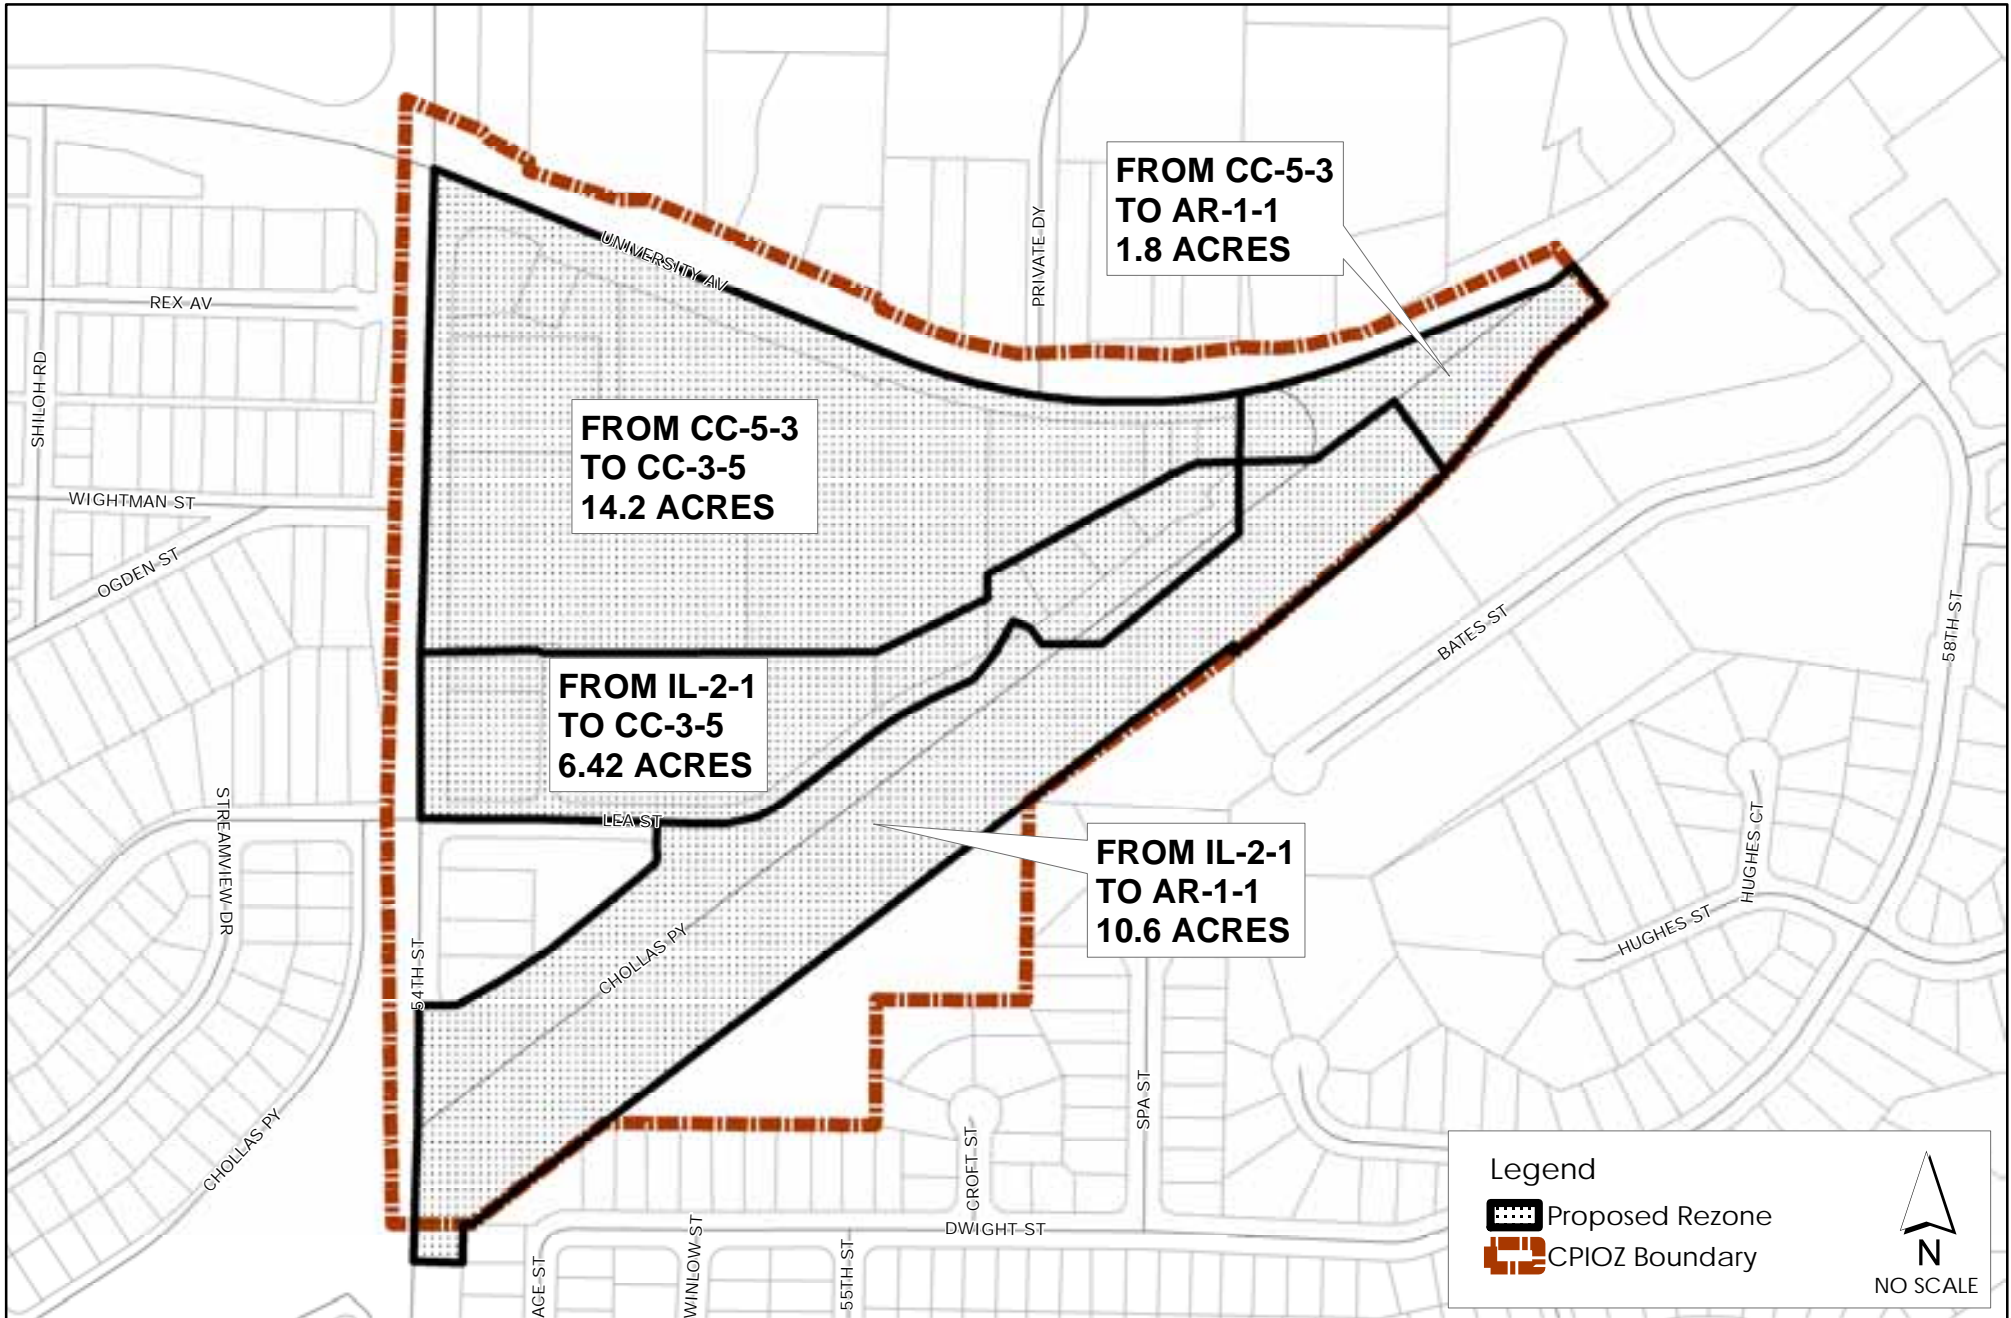 FROM CC-5-3
TO AR-1-1
1.8 ACRES
UNIVERSITY AV
PRIVATE DY
REX AV
SHILOH RD
FROM CC-5-3
TO CC-3-5
14.2 ACRES
WIGHTMAN ST
OGDEN ST
BATES ST
58TH ST
FROM IL-2-1
TO CC-3-5
6.42 ACRES
LEA ST
STREAMVIEW DR
HUGHES CT
FROM IL-2-1
TO AR-1-1
10.6 ACRES
HUGHES ST
54TH ST
CHOLLAS PY
CHOLLAS PY
SPA ST
CROFT ST
DWIGHT ST
ACE ST
WINLOW ST
55TH ST
Legend
Proposed Rezone
CPIOZ Boundary
N
NO SCALE